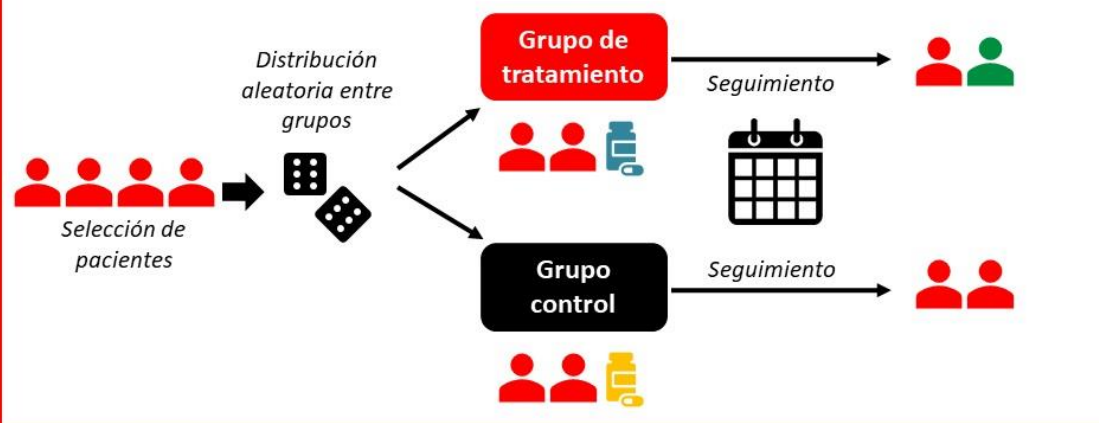 Selección de
pacientes
Distribución
aleatoria entre
grupos
Grupo de
tratamiento
Seguimiento
Grupo
control
Seguimiento